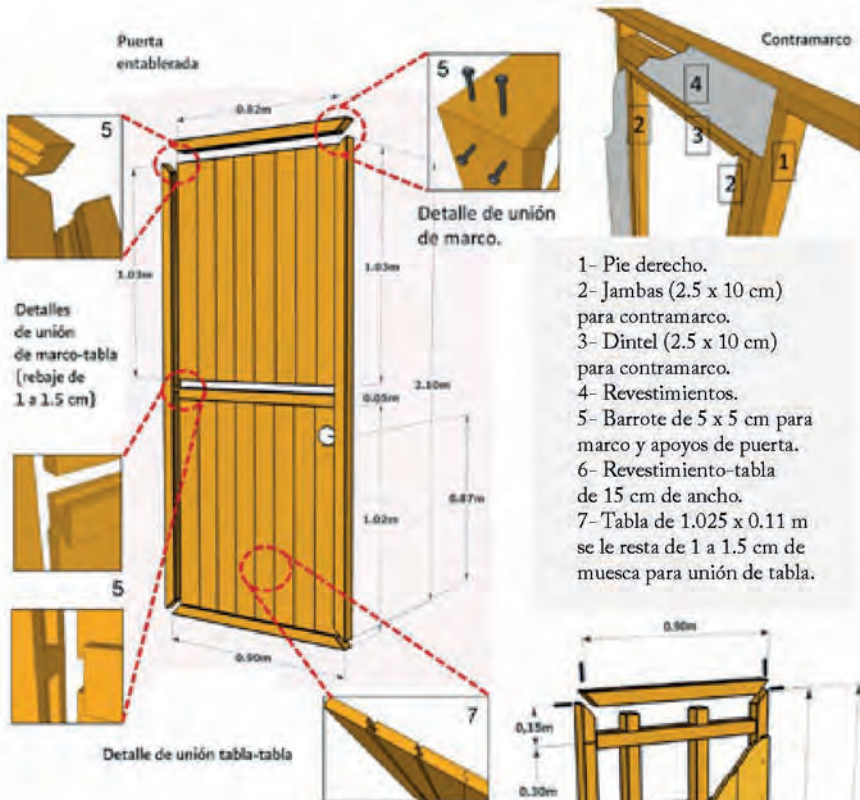 Puerta
entablerada
Contramarco
5
5
4
2
3
2
1
0.82m
Detalle de unión
de marco.
1.03m
1.03m
Detalles
de unión
de marco-tabla
(rebaje de
1 a 1.5 cm)
2.10m
0.05m
0.87m
1.02m
5
0.90m
7
Detalle de unión tabla-tabla
1- Pie derecho.
2- Jambas (2.5 x 10 cm)
para contramarco.
3- Dintel (2.5 x 10 cm)
para contramarco.
4- Revestimientos.
5- Barrote de 5 x 5 cm para
marco y apoyos de puerta.
6- Revestimiento-tabla
de 15 cm de ancho.
7- Tabla de 1.025 x 0.11 m
se le resta de 1 a 1.5 cm de
muesca para unión de tabla.
0.90m
0,15m
0.30m